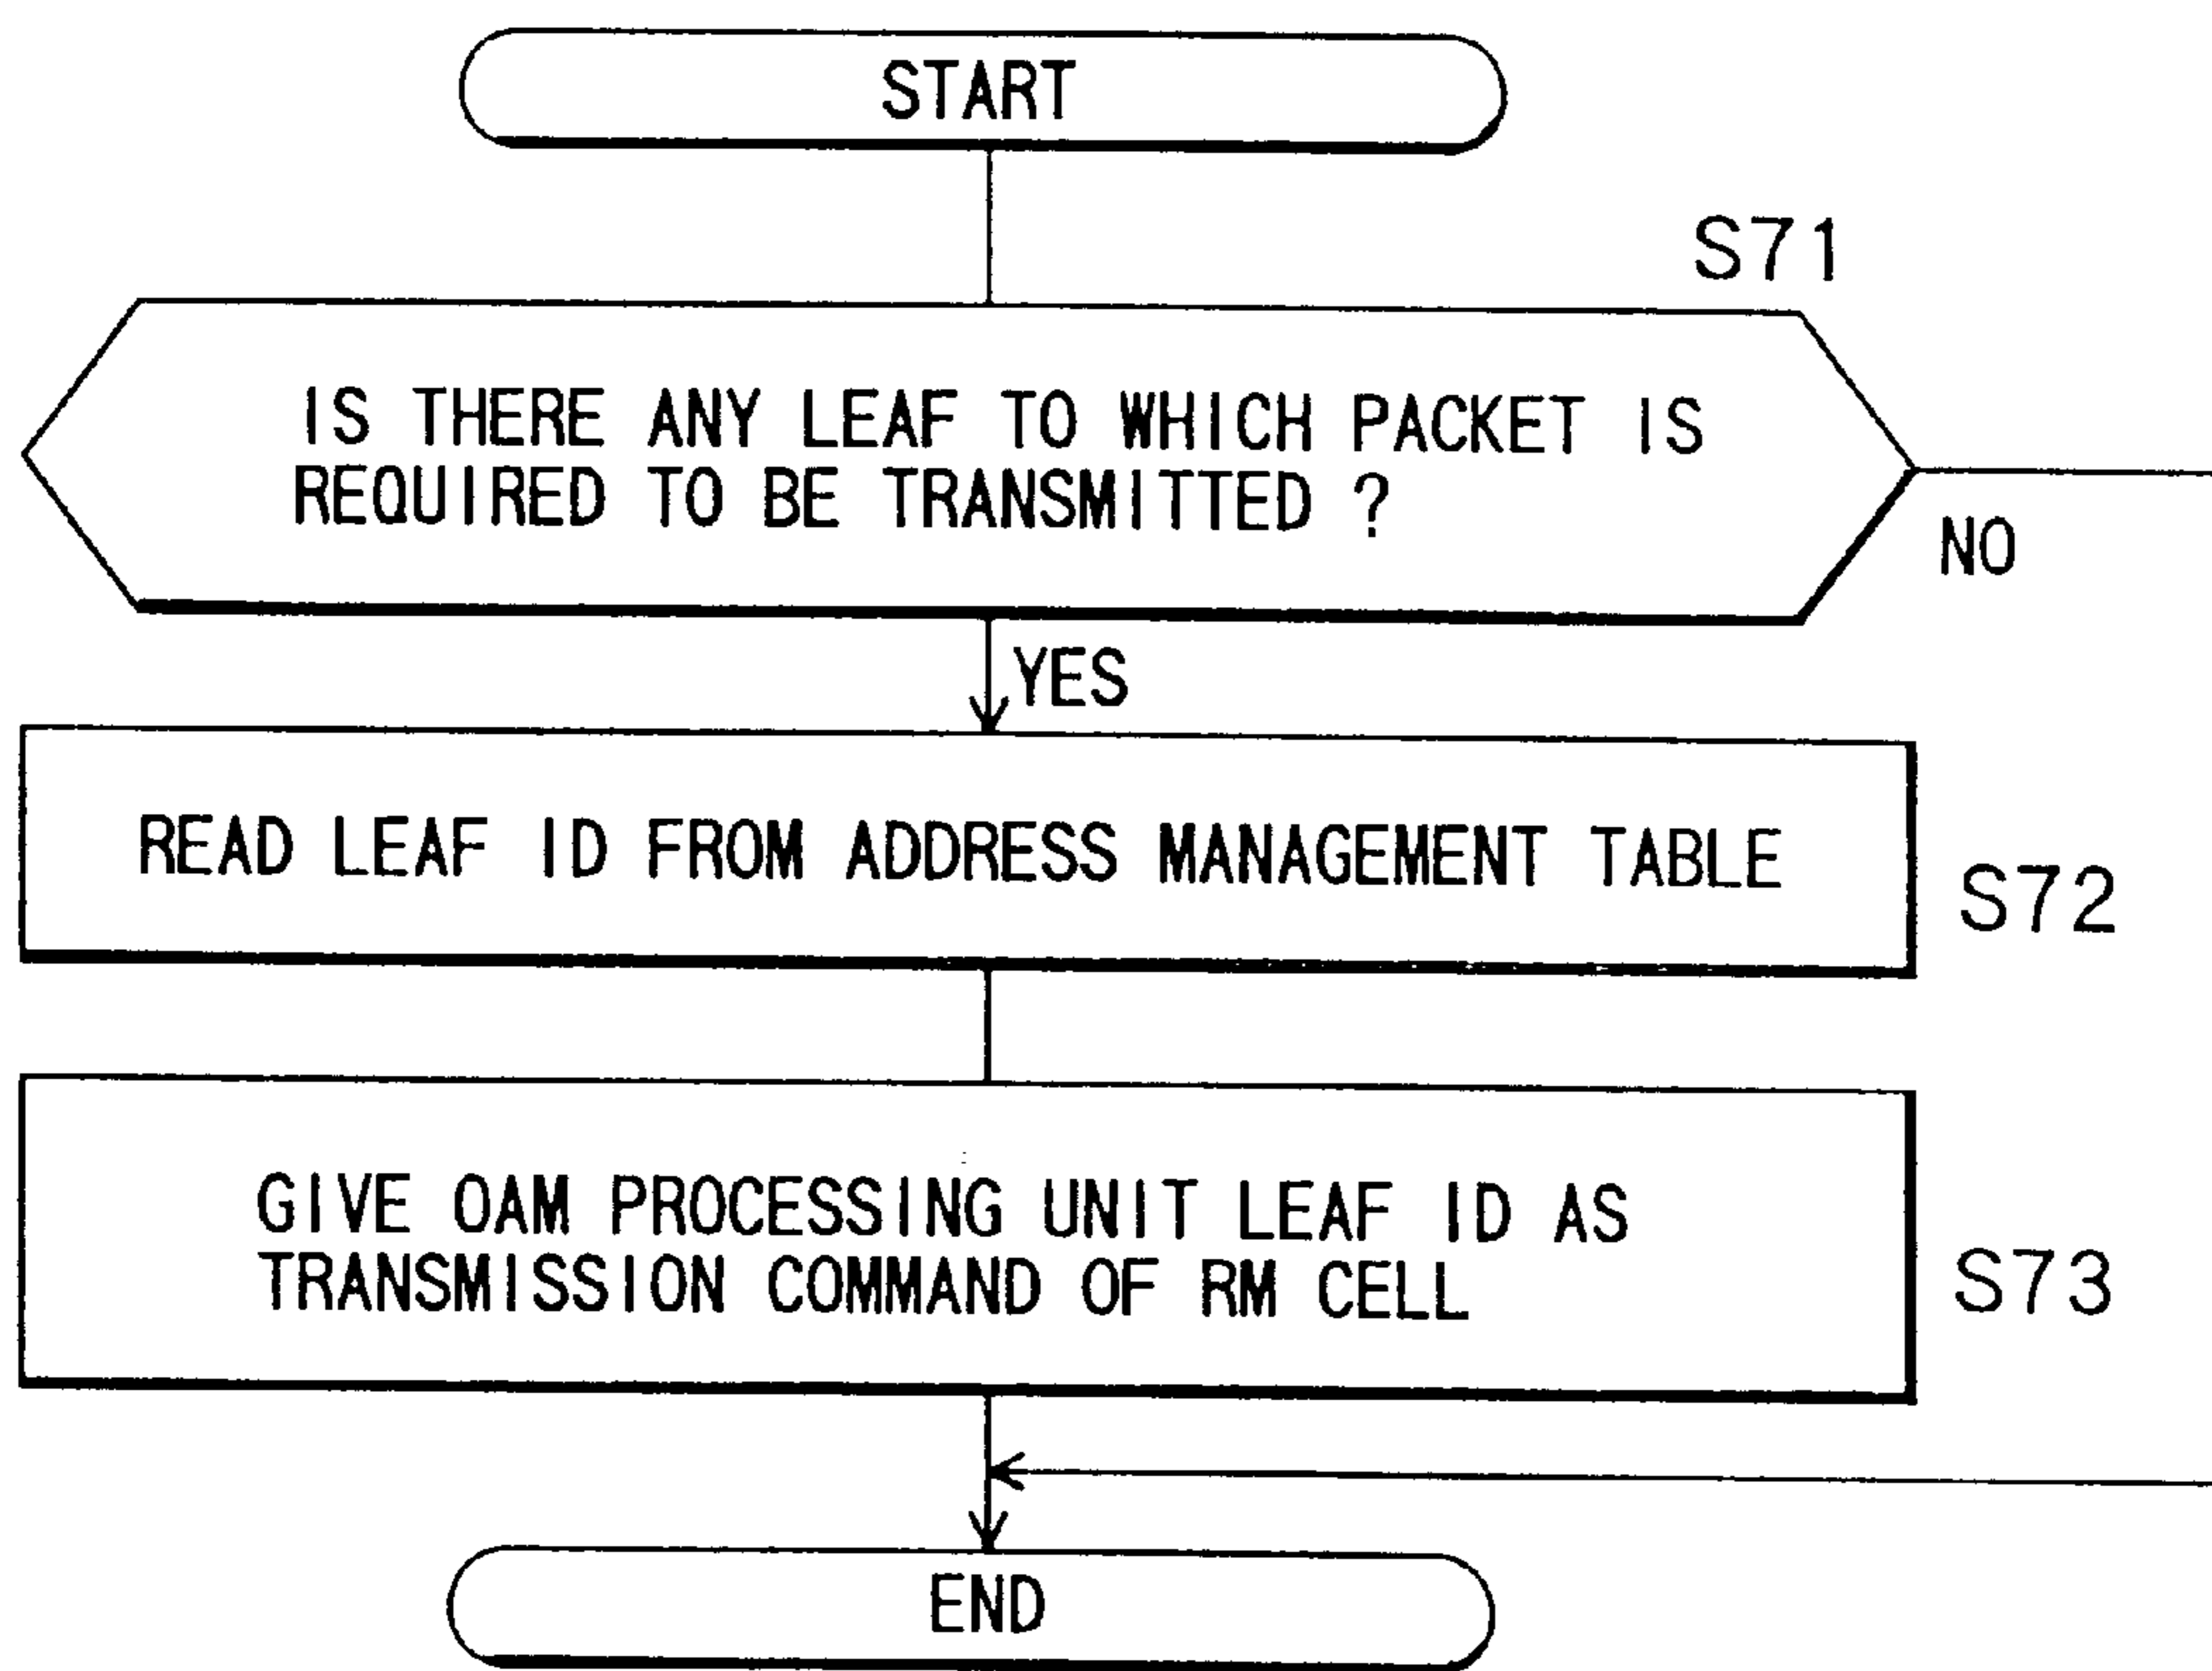 START
S71
IS THERE ANY LEAF TO WHICH PACKET IS
REQUIRED TO BE TRANSMITTED ?
NO
YES
READ LEAF ID FROM ADDRESS MANAGEMENT TABLE
S72
GIVE OAM PROCESSING UNIT LEAF ID AS
TRANSMISSION COMMAND OF RM CELL
S73
END